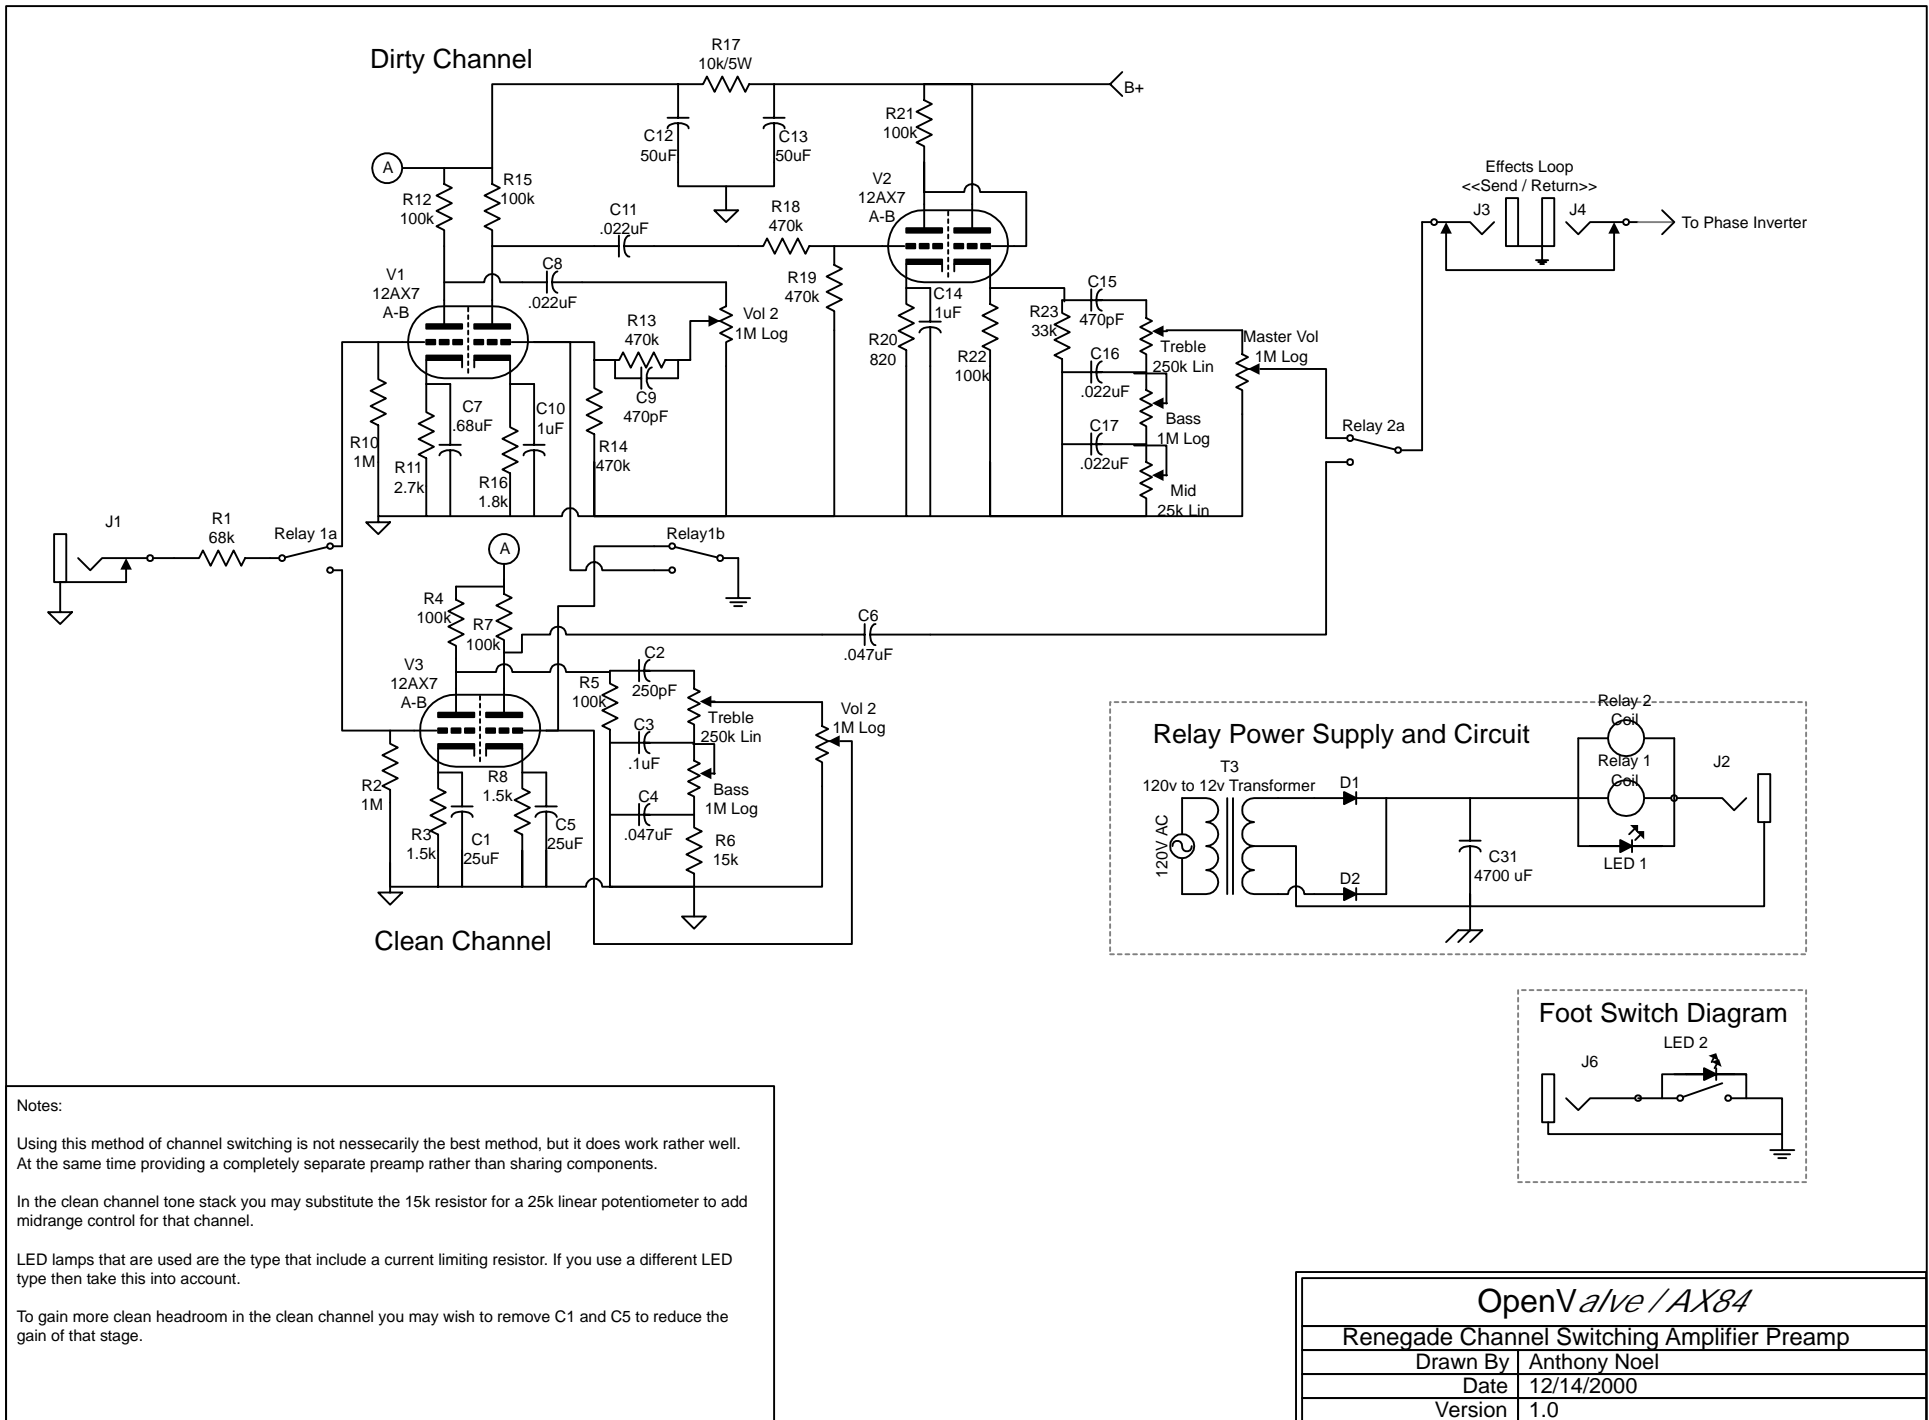 Dirty Channel
R17
10k/5W
B+
R21
100k
C12
50uF
C13
50uF
A
R12
100k
R15
100k
V2
12AX7
A-B
C11
.022uF
R18
470k
Effects Loop
<<Send / Return>>
J3
J4
To Phase Inverter
V1
12AX7
A-B
C8
.022uF
R19
470k
R13
470k
Vol 2
1M Log
C9
470pF
C14
1uF
R20
820
R22
100k
R23
33k
C15
470pF
Treble
250k Lin
Master Vol
1M Log
C16
.022uF
Bass
1M Log
C17
.022uF
Mid
25k Lin
Relay 2a
C7
.68uF
C10
1uF
R10
1M
R11
2.7k
R16
1.8k
R14
470k
J1
R1
68k
Relay 1a
A
Relay1b
R4
100k
R7
100k
C6
.047uF
V3
12AX7
A-B
C2
250pF
R5
100k
Treble
250k Lin
Vol 2
1M Log
C3
.1uF
Bass
1M Log
R2
1M
R8
1.5k
R3
1.5k
C1
25uF
C5
25uF
C4
.047uF
R6
15k
Clean Channel
Relay Power Supply and Circuit
Relay 2
Coil
Relay 1
Coil
J2
T3
120v to 12v Transformer
D1
120V AC
C31
4700 uF
LED 1
D2
Foot Switch Diagram
LED 2
J6
Notes:
Using this method of channel switching is not nessecarily the best method, but it does work rather well.
At the same time providing a completely separate preamp rather than sharing components.
In the clean channel tone stack you may substitute the 15k resistor for a 25k linear potentiometer to add
midrange control for that channel.
LED lamps that are used are the type that include a current limiting resistor. If you use a different LED
type then take this into account.
To gain more clean headroom in the clean channel you may wish to remove C1 and C5 to reduce the
gain of that stage.
OpenValve / AX84
Renegade Channel Switching Amplifier Preamp
Drawn By Anthony Noel
Date 12/14/2000
Version 1.0